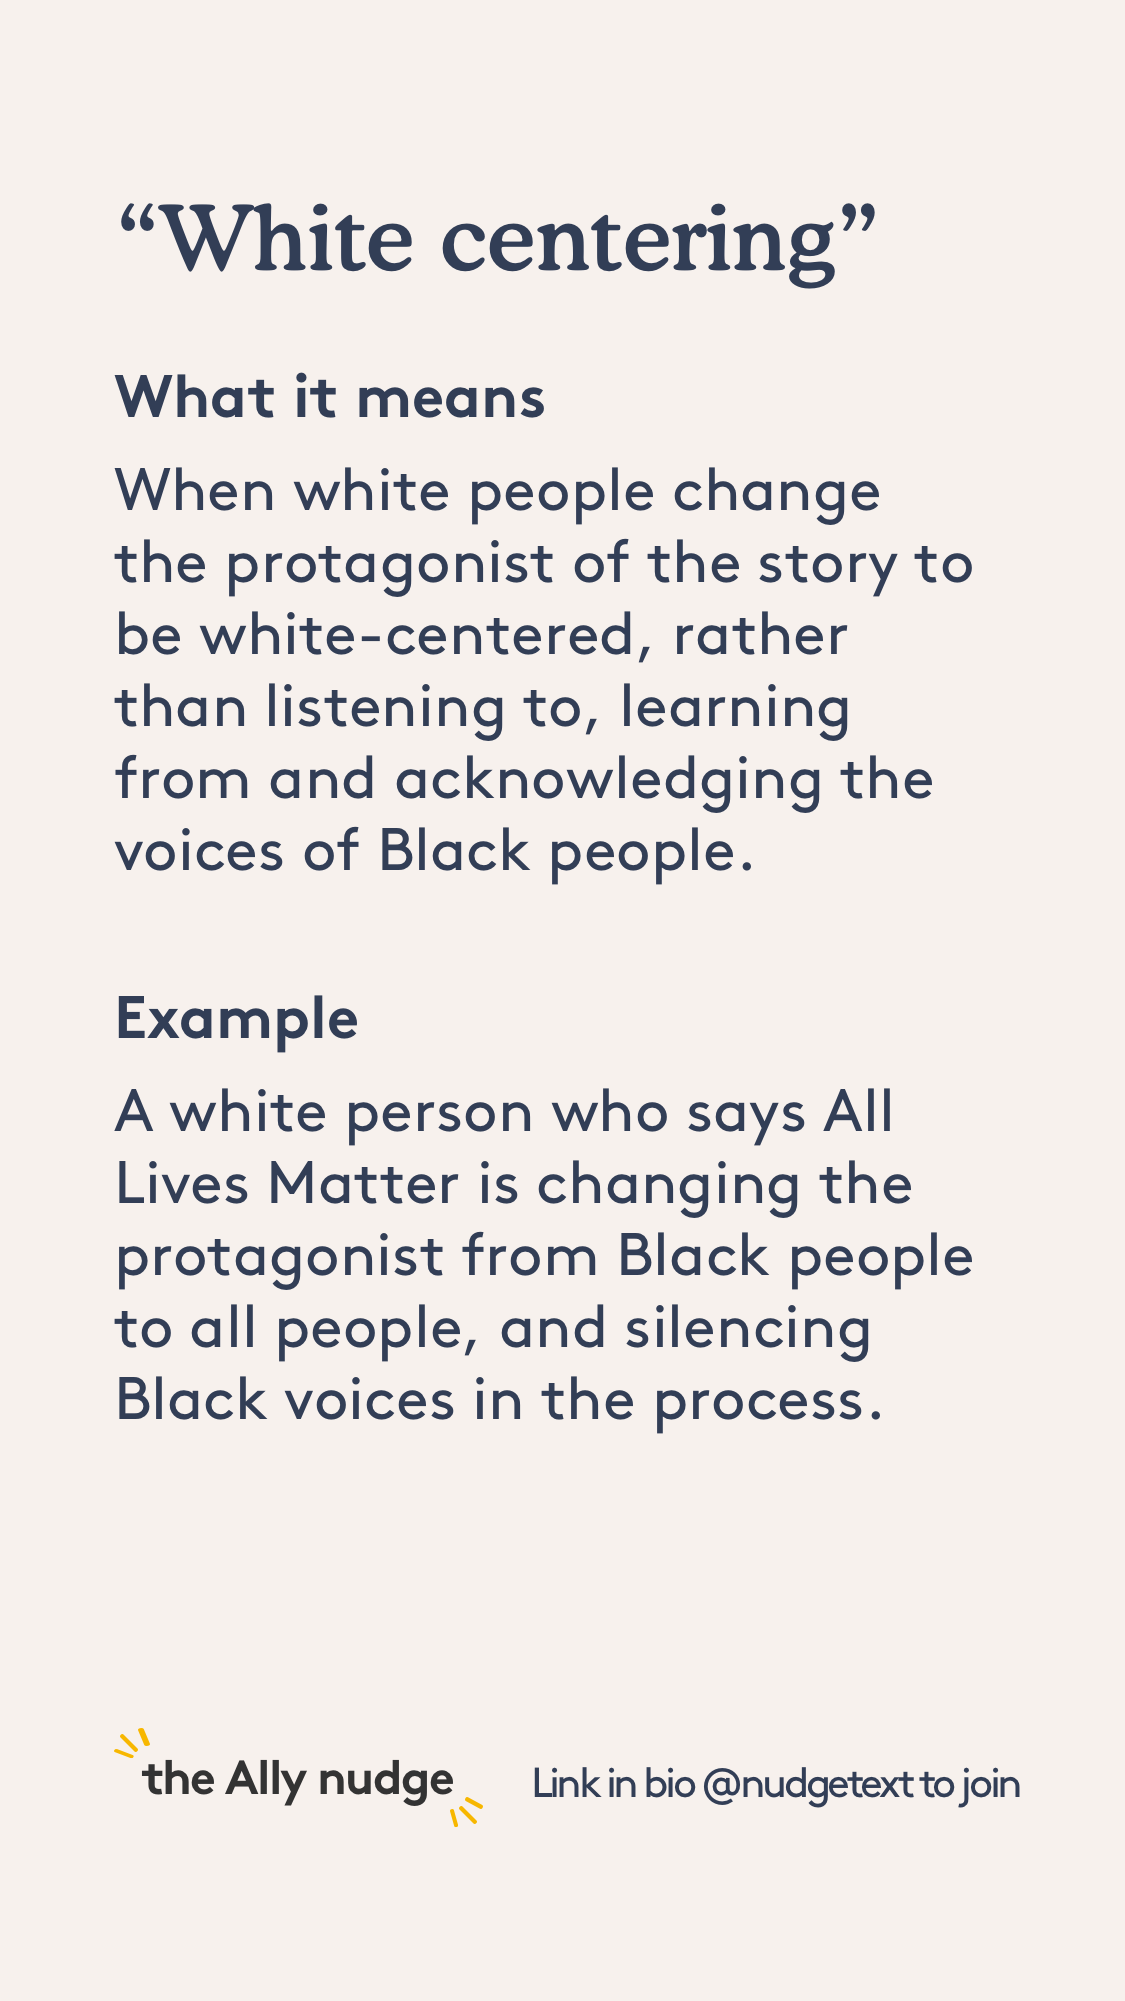 “White centering”
What it means
When white people change
the protagonist of the story to
be white-centered, rather
than listening to, learning
from and acknowledging the
voices of Black people.
Example
A white person who says All
Lives Matter is changing the
protagonist from Black people
to all people, and silencing
Black voices in the process.
the Ally nudge
Link in bio @nudgetext to join